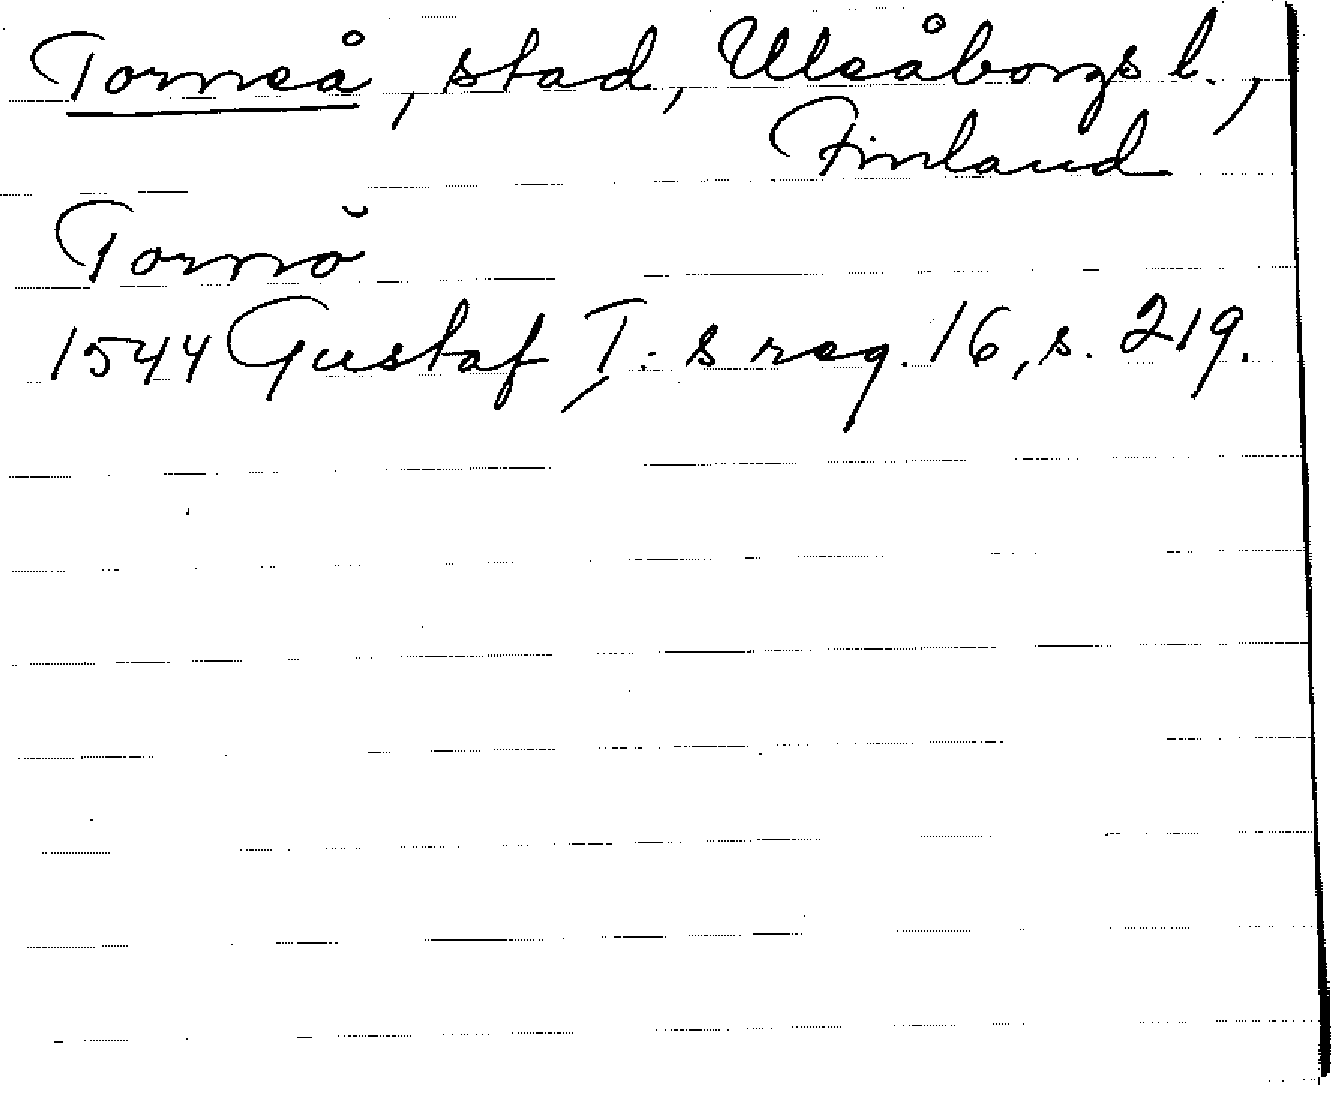 Torneå, stad, Uleåborgs l.,
Finland
Tornö
1544 Gustaf I:s reg. 16, s. 219.